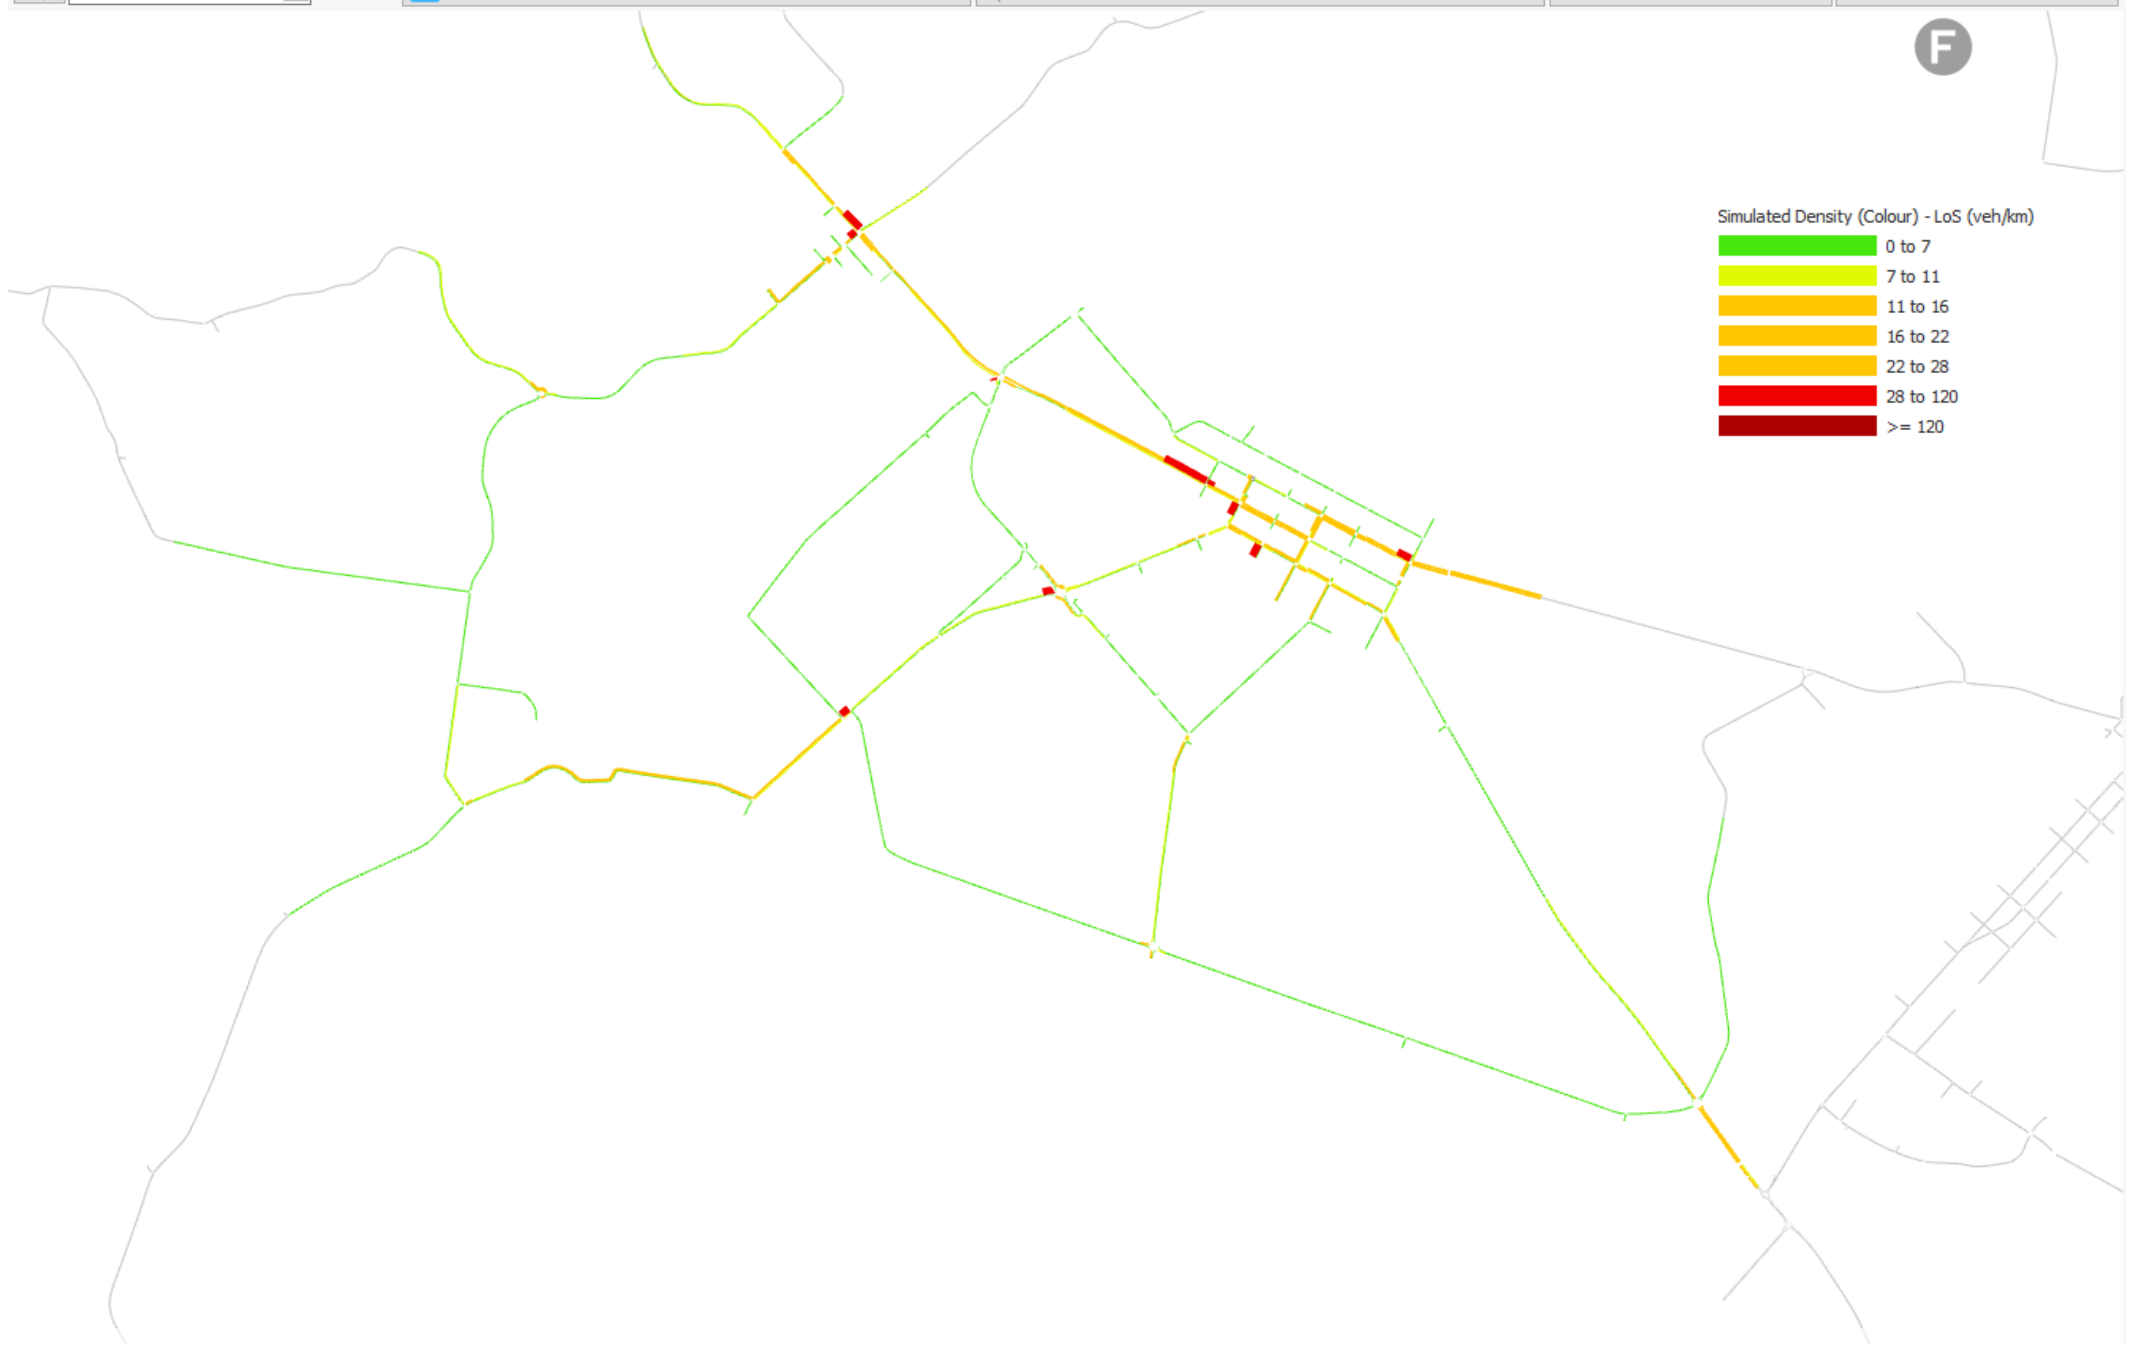 F
Simulated Density (Colour) - LoS (veh/km)
0 to 7
7 to 11
11 to 16
16 to 22
22 to 28
28 to 120
>= 120